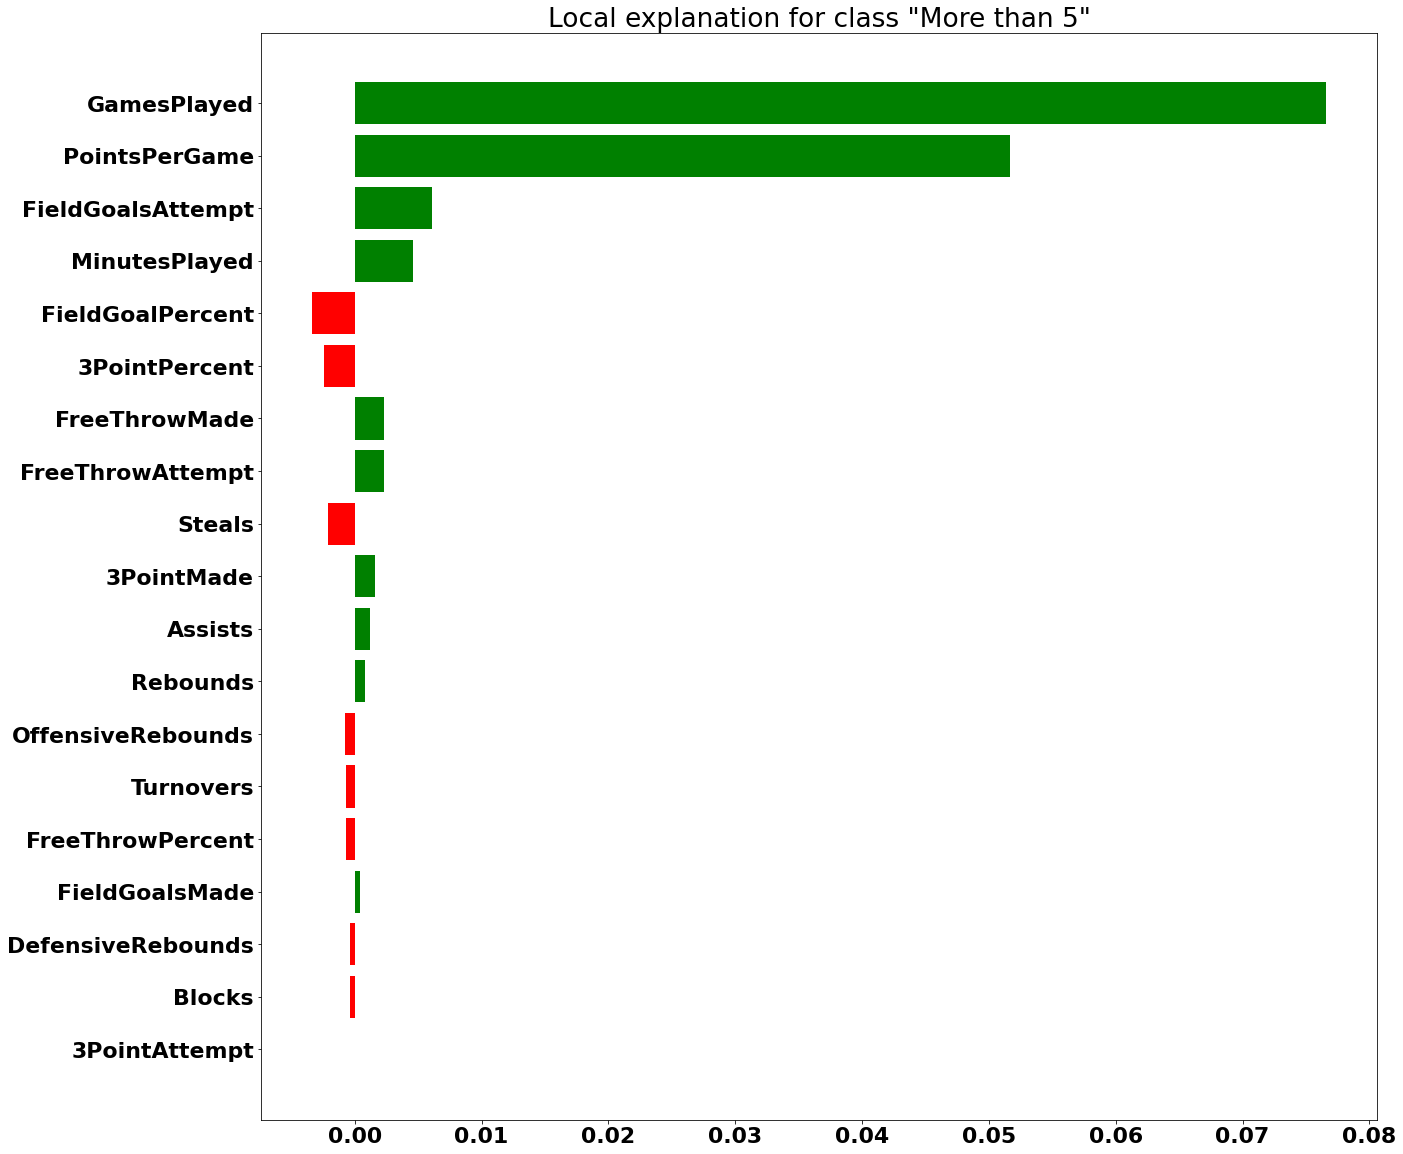 Local explanation for class "More than 5"
GamesPlayed
PointsPerGame
FieldGoalsAttempt
MinutesPlayed
FieldGoalPercent
3PointPercent
FreeThrowMade
FreeThrowAttempt
Steals
3PointMade
Assists
Rebounds
OffensiveRebounds
Turnovers
FreeThrowPercent
FieldGoalsMade
DefensiveRebounds
Blocks
3PointAttempt
0.00 0.01 0.02 0.03 0.04 0.05 0.06 0.07 0.08